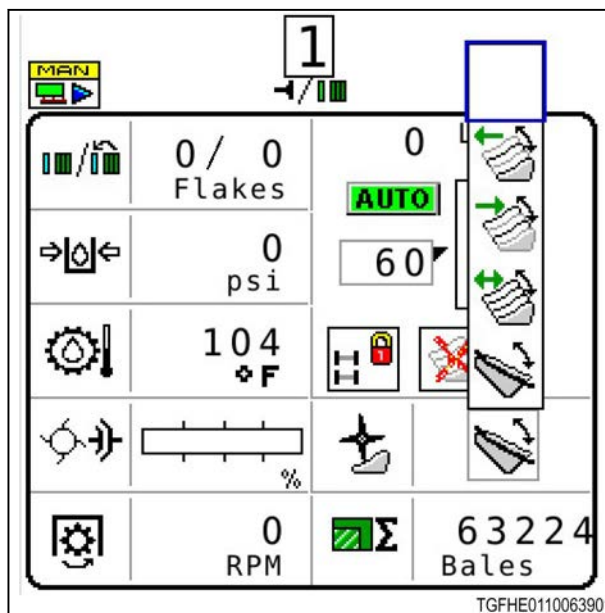 1
MAN
0/ 0
Flakes
0
AUTO
0
psi
60
104
°F
%
0
RPM
63224
Bales
TGFHE011006390